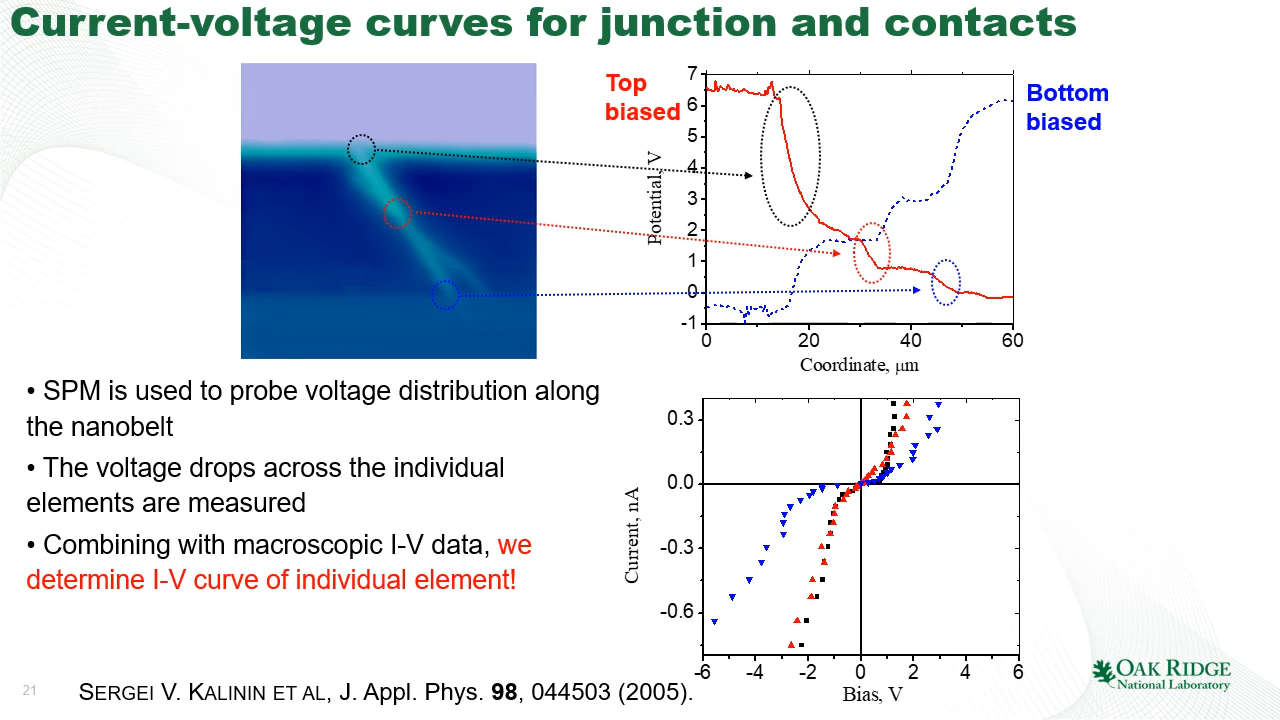 Current-voltage curves for junction and contacts
Top
biased
Bottom
biased
Potential, V
7
6
5
4
3
2
1
0
-1
0 20 40 60
Coordinate, μm
• SPM is used to probe voltage distribution along
the nanobelt
• The voltage drops across the individual
elements are measured
• Combining with macroscopic I-V data, we
determine I-V curve of individual element!
Current, nA
0.3
0.0
-0.3
-0.6
-6 -4 -2 0 2 4 6
Bias, V
21
SERGEI V. KALININ ET AL, J. Appl. Phys. 98, 044503 (2005).
OAK RIDGE
National Laboratory